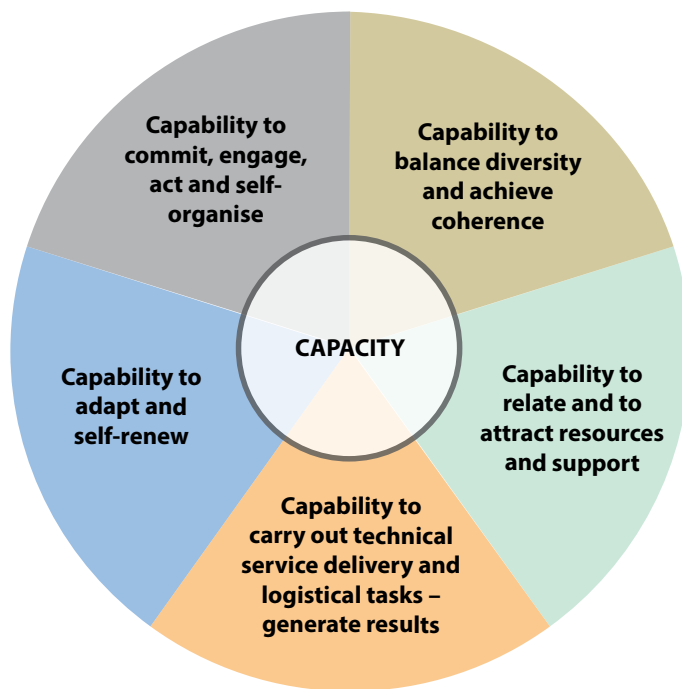 Capability to
commit, engage,
act and self-
organise
Capability to
balance diversity
and achieve
coherence
CAPACITY
Capability to
adapt and
self-renew
Capability to
relate and to
attract resources
and support
Capability to
carry out technical
service delivery and
logistical tasks –
generate results